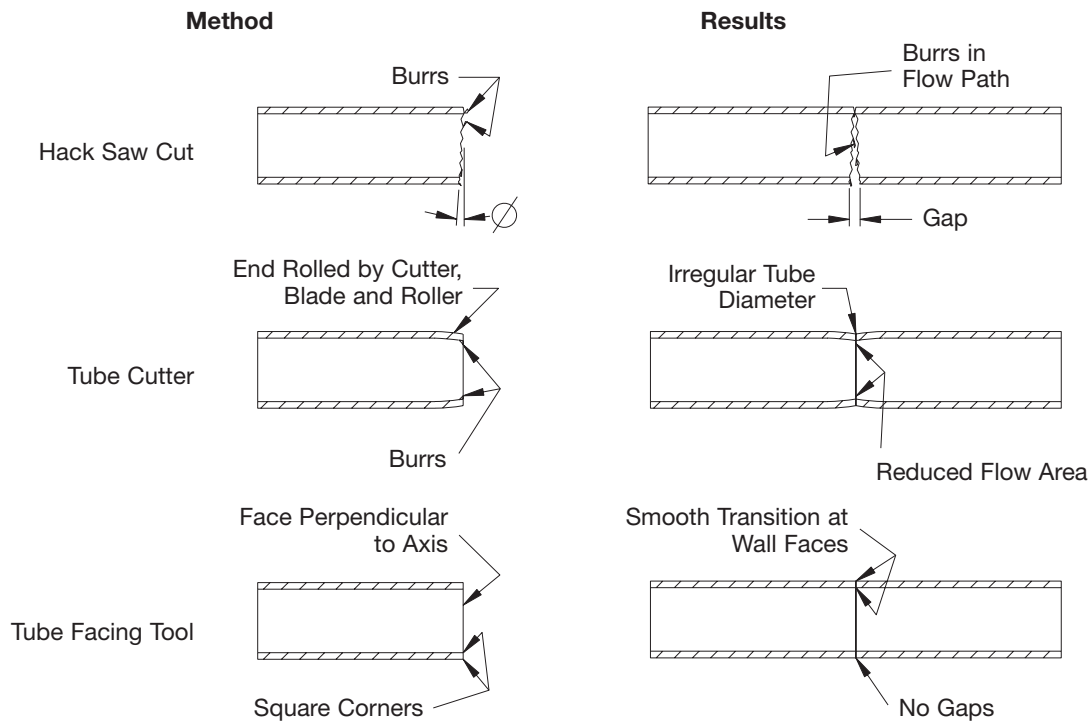 Method
Results
Burrs
Burrs in
Flow Path
Hack Saw Cut
Gap
End Rolled by Cutter,
Blade and Roller
Irregular Tube
Diameter
Tube Cutter
Burrs
Reduced Flow Area
Face Perpendicular
to Axis
Smooth Transition at
Wall Faces
Tube Facing Tool
Square Corners
No Gaps